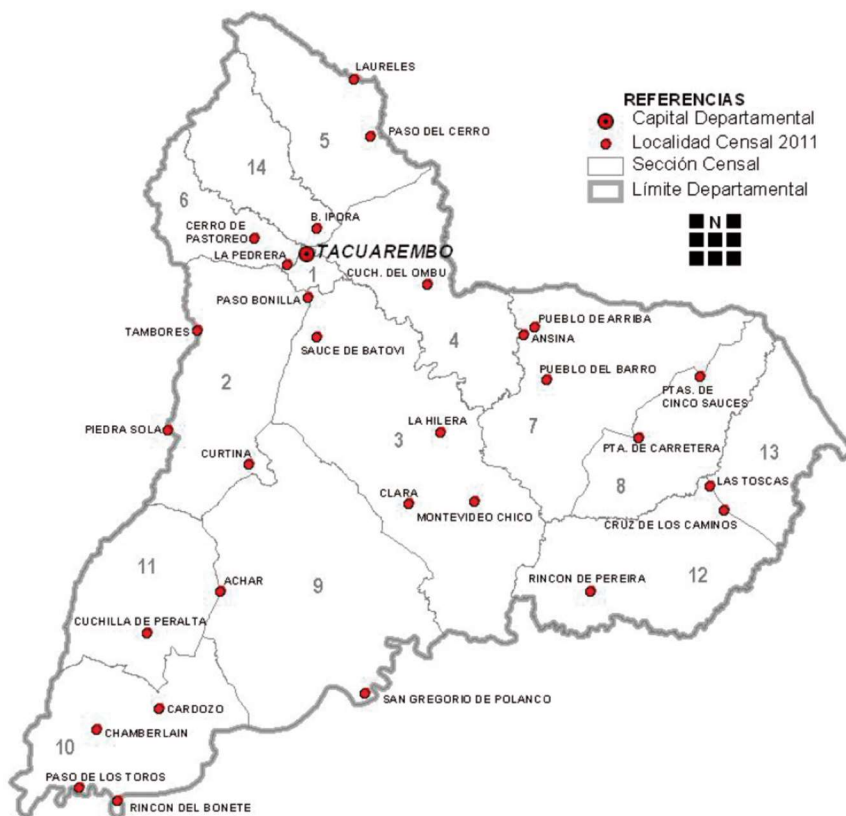 LAURELES
REFERENCIAS
Capital Departamental
Localidad Censal 2011
Sección Censal
Límite Departamental
N
5
PASO DEL CERRO
14
6
B. IPORA
CERRO DE
PASTOREO
TACUAREMBO
LA PEDRERA
1
CUCH. DEL OMBU
PASO BONILLA
TAMBORES
SAUCE DE BATOVI
4
PUEBLO DE ARRIBA
ANSINA
2
PUEBLO DEL BARRO
PTAS. DE
CINCO SAUCES
PIEDRA SOLA
LA HILERA
3
7
PTA. DE CARRETERA
13
CURTINA
8
LAS TOSCAS
CLARA
MONTEVIDEO CHICO
CRUZ DE LOS CAMINOS
11
9
ACHAR
RINCON DE PEREIRA
12
CUCHILLA DE PERALTA
SAN GREGORIO DE POLANCO
CARDOZO
CHAMBERLAIN
10
PASO DE LOS TOROS
RINCON DEL BONETE